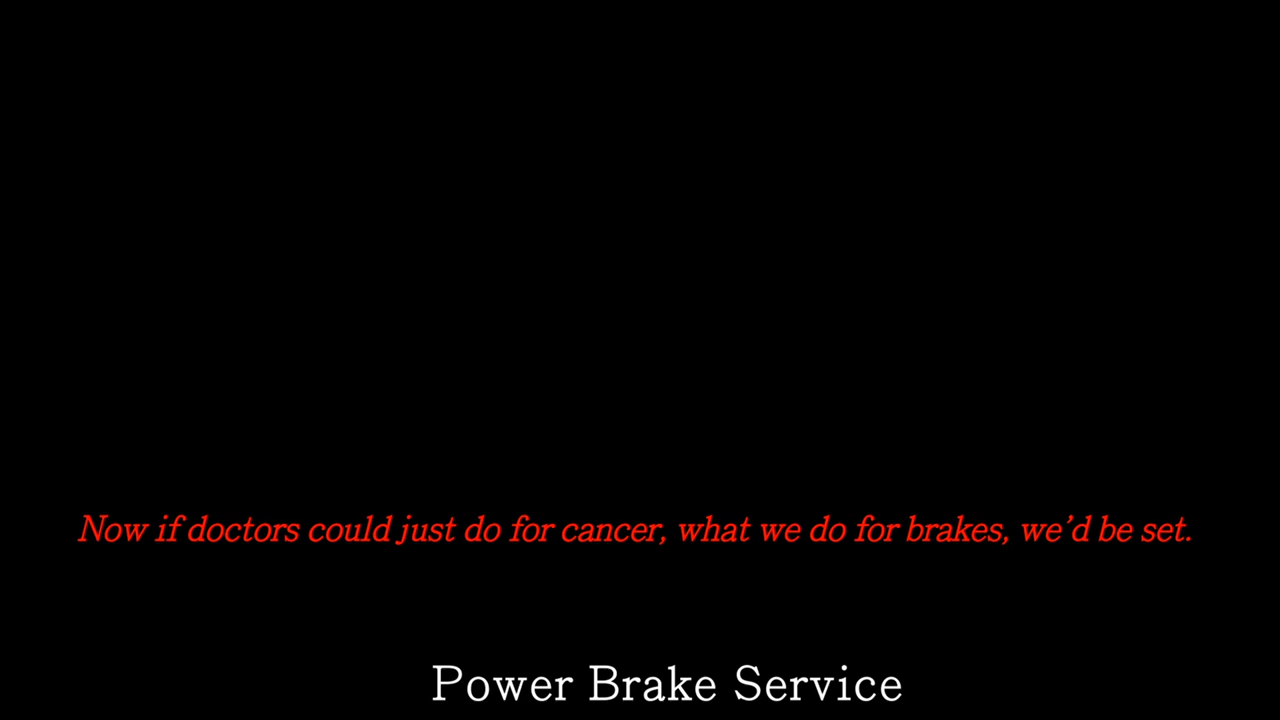 Now if doctors could just do for cancer, what we do for brakes, we’d be set.
Power Brake Service